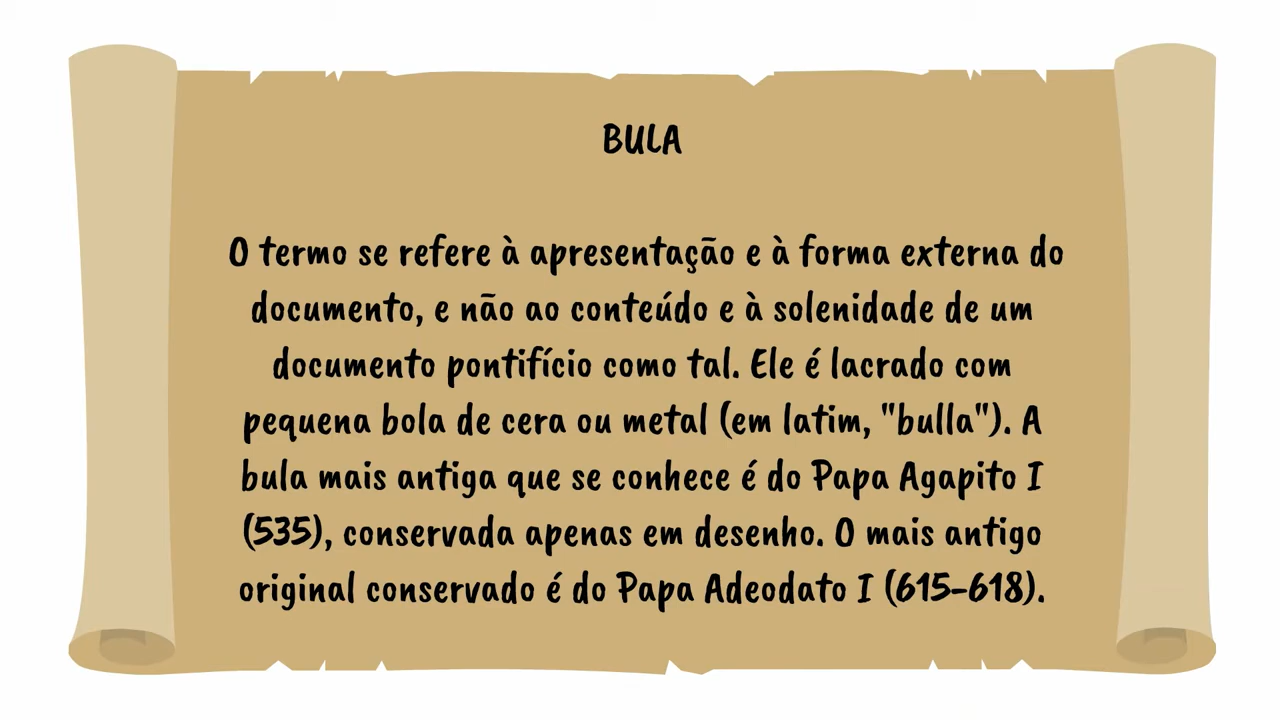 BULA
O termo se refere à apresentação e à forma externa do
documento, e não ao conteúdo e à solenidade de um
documento pontifício como tal. Ele é lacrado com
pequena bola de cera ou metal (em latim, "bulla"). A
bula mais antiga que se conhece é do Papa Agapito I
(535), conservada apenas em desenho. O mais antigo
original conservado é do Papa Adeodato I (615-618).